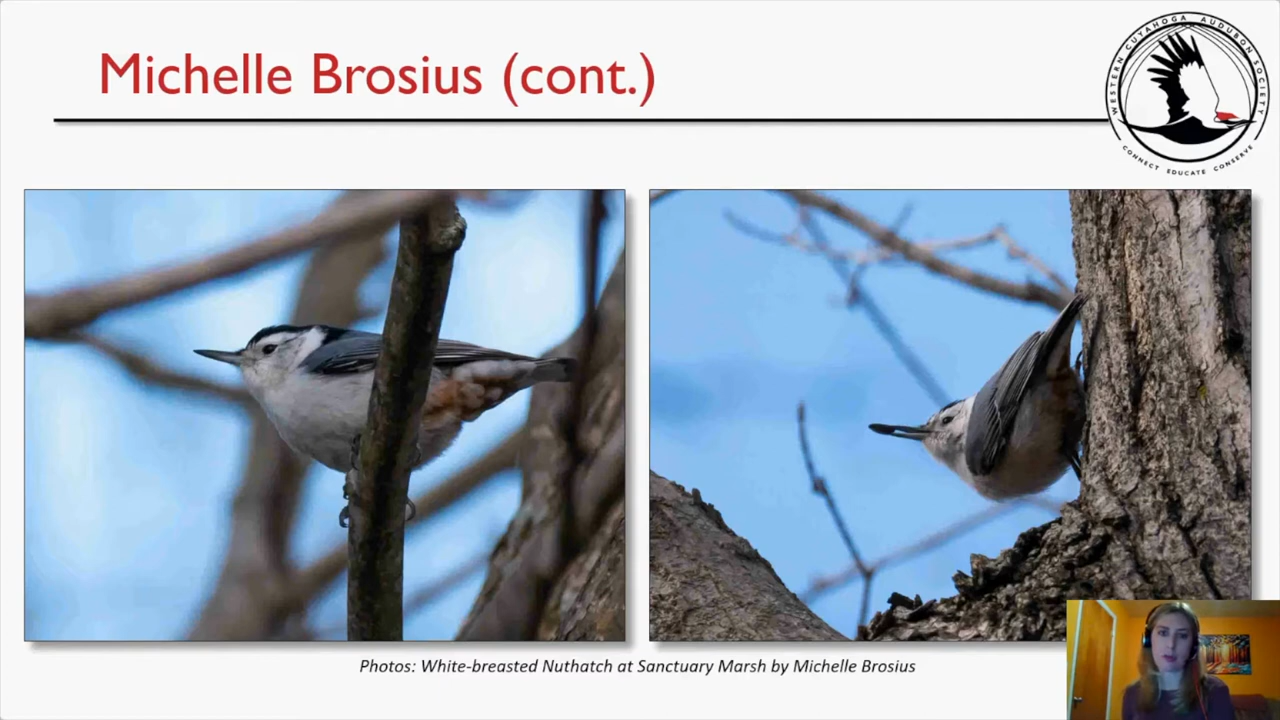 Michelle Brosius (cont.)
WESTERN CUYAHOGA AUDUBON SOCIETY
CONNECT EDUCATE CONSERVE
Photos: White-breasted Nuthatch at Sanctuary Marsh by Michelle Brosius